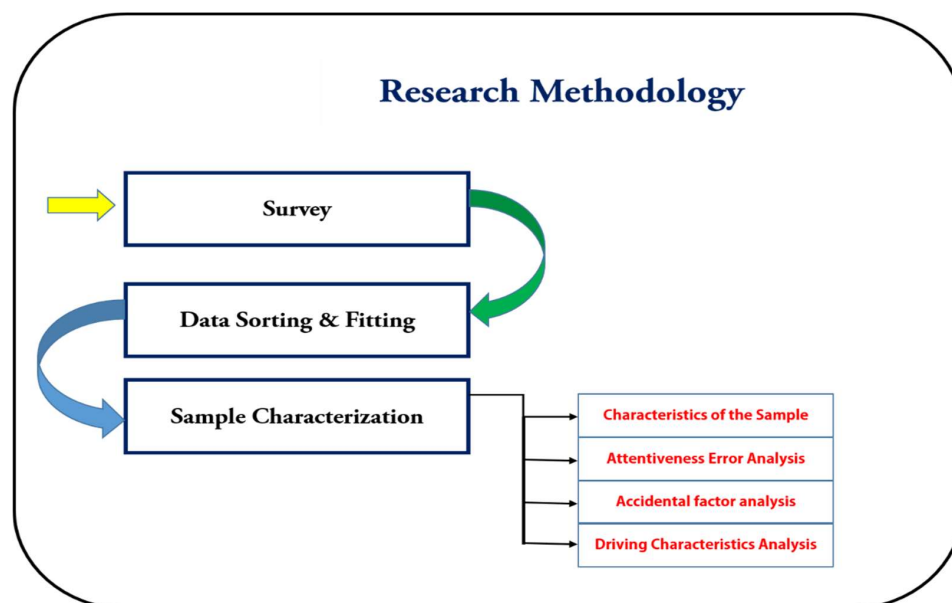 Research Methodology
Survey
Data Sorting & Fitting
Sample Characterization
Characteristics of the Sample
Attentiveness Error Analysis
Accidental factor analysis
Driving Characteristics Analysis